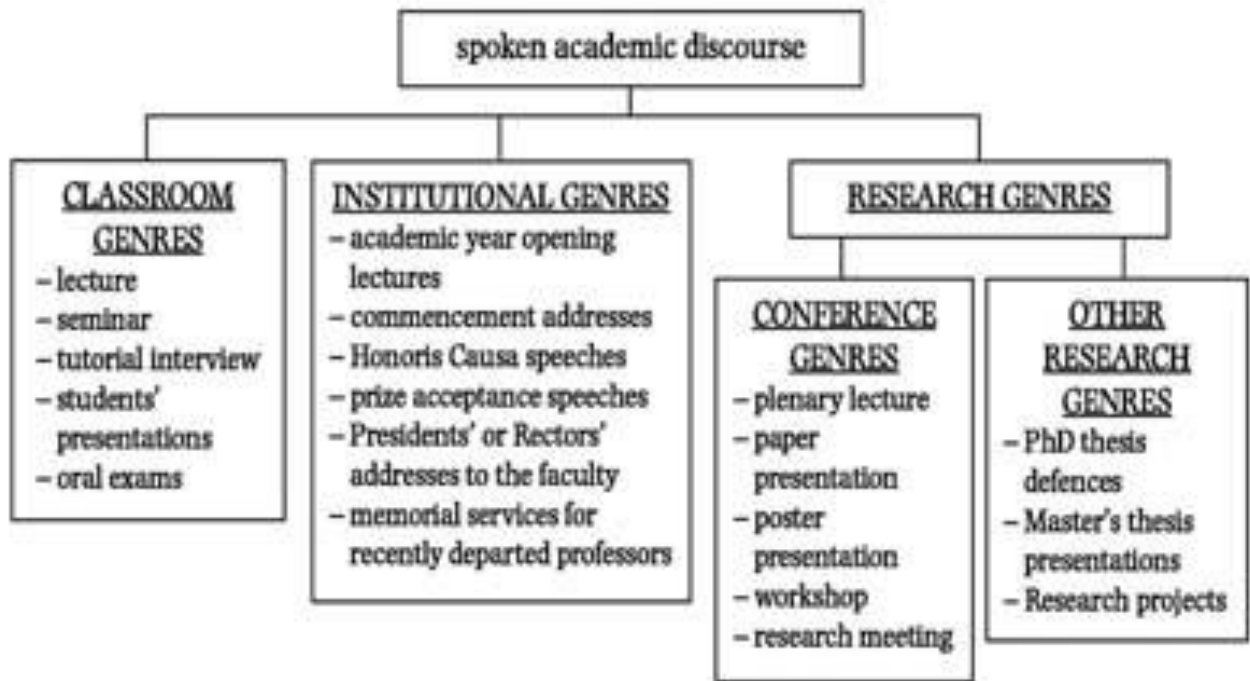 spoken academic discourse
CLASSROOM
GENRES
– lecture
– seminar
– tutorial interview
– students'
presentations
– oral exams
INSTITUTIONAL GENRES
– academic year opening
lectures
– commencement addresses
– Honoris Causa speeches
– prize acceptance speeches
– Presidents' or Rectors'
addresses to the faculty
– memorial services for
recently departed professors
RESEARCH GENRES
CONFERENCE
GENRES
– plenary lecture
– paper
presentation
– poster
presentation
– workshop
– research meeting
OTHER
RESEARCH
GENRES
– PhD thesis
defences
– Master's thesis
presentations
– Research projects